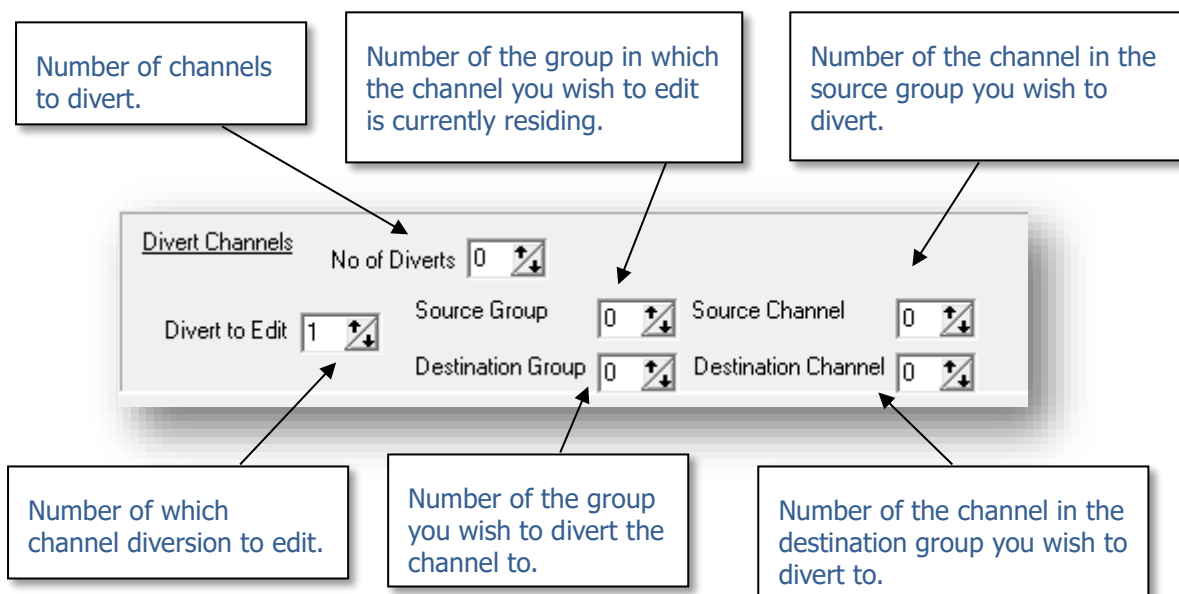 Number of channels
to divert.
Number of the group in which
the channel you wish to edit
is currently residing.
Number of the channel in the
source group you wish to
divert.
Divert Channels
No of Diverts 0
Divert to Edit 1
Source Group 0 Source Channel 0
Destination Group 0 Destination Channel 0
Number of which
channel diversion to edit.
Number of the group
you wish to divert the
channel to.
Number of the channel in the
destination group you wish to
divert to.